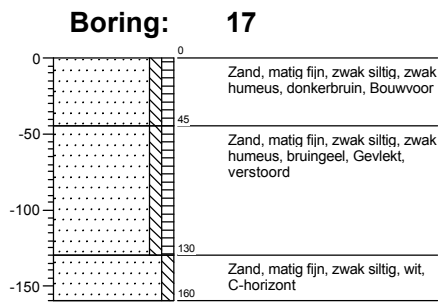 Boring: 17
0
0
Zand, matig fijn, zwak siltig, zwak
humeus, donkerbruin, Bouwvoor
45
-50
Zand, matig fijn, zwak siltig, zwak
humeus, bruingeel, Gevlekt,
verstoord
-100
130
Zand, matig fijn, zwak siltig, wit,
C-horizont
-150
160